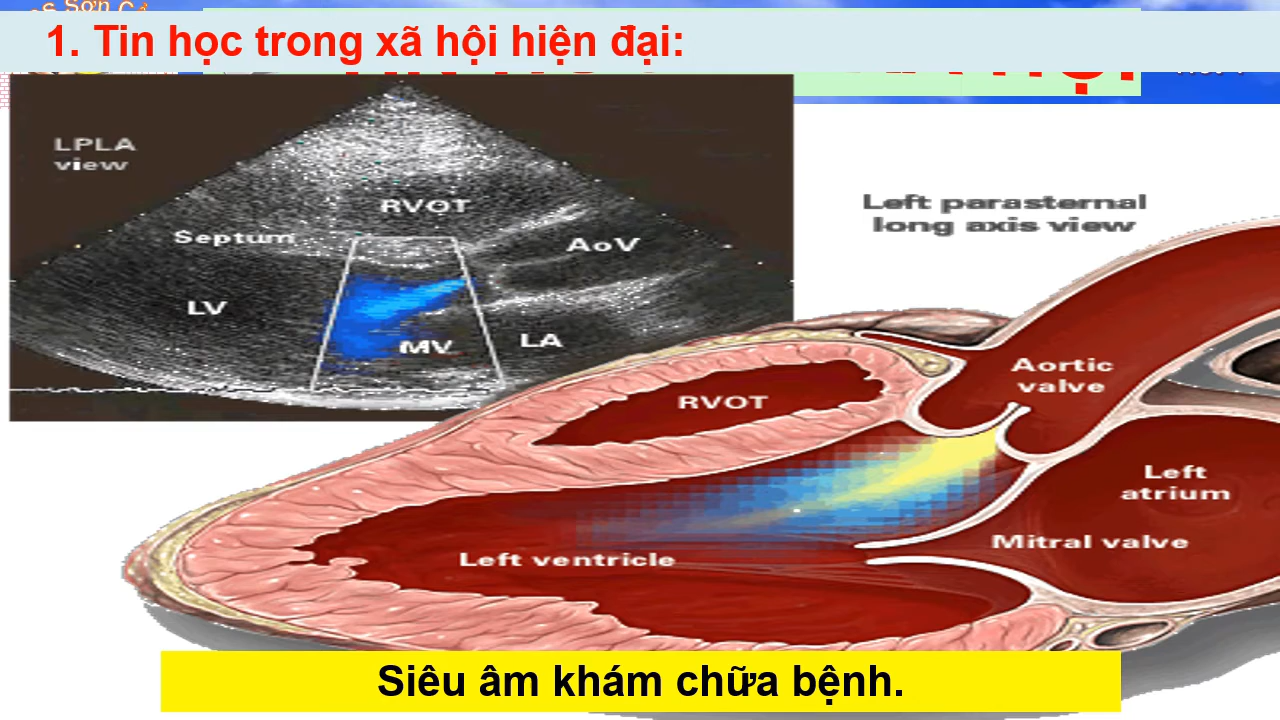 1. Tin học trong xã hội hiện đại:
LPLA
view
RVOT
Septum
AoV
LV
MV
LA
Left parasternal
long axis view
Aortic
valve
RVOT
Left
atrium
Mitral valve
Left ventricle
Siêu âm khám chữa bệnh.